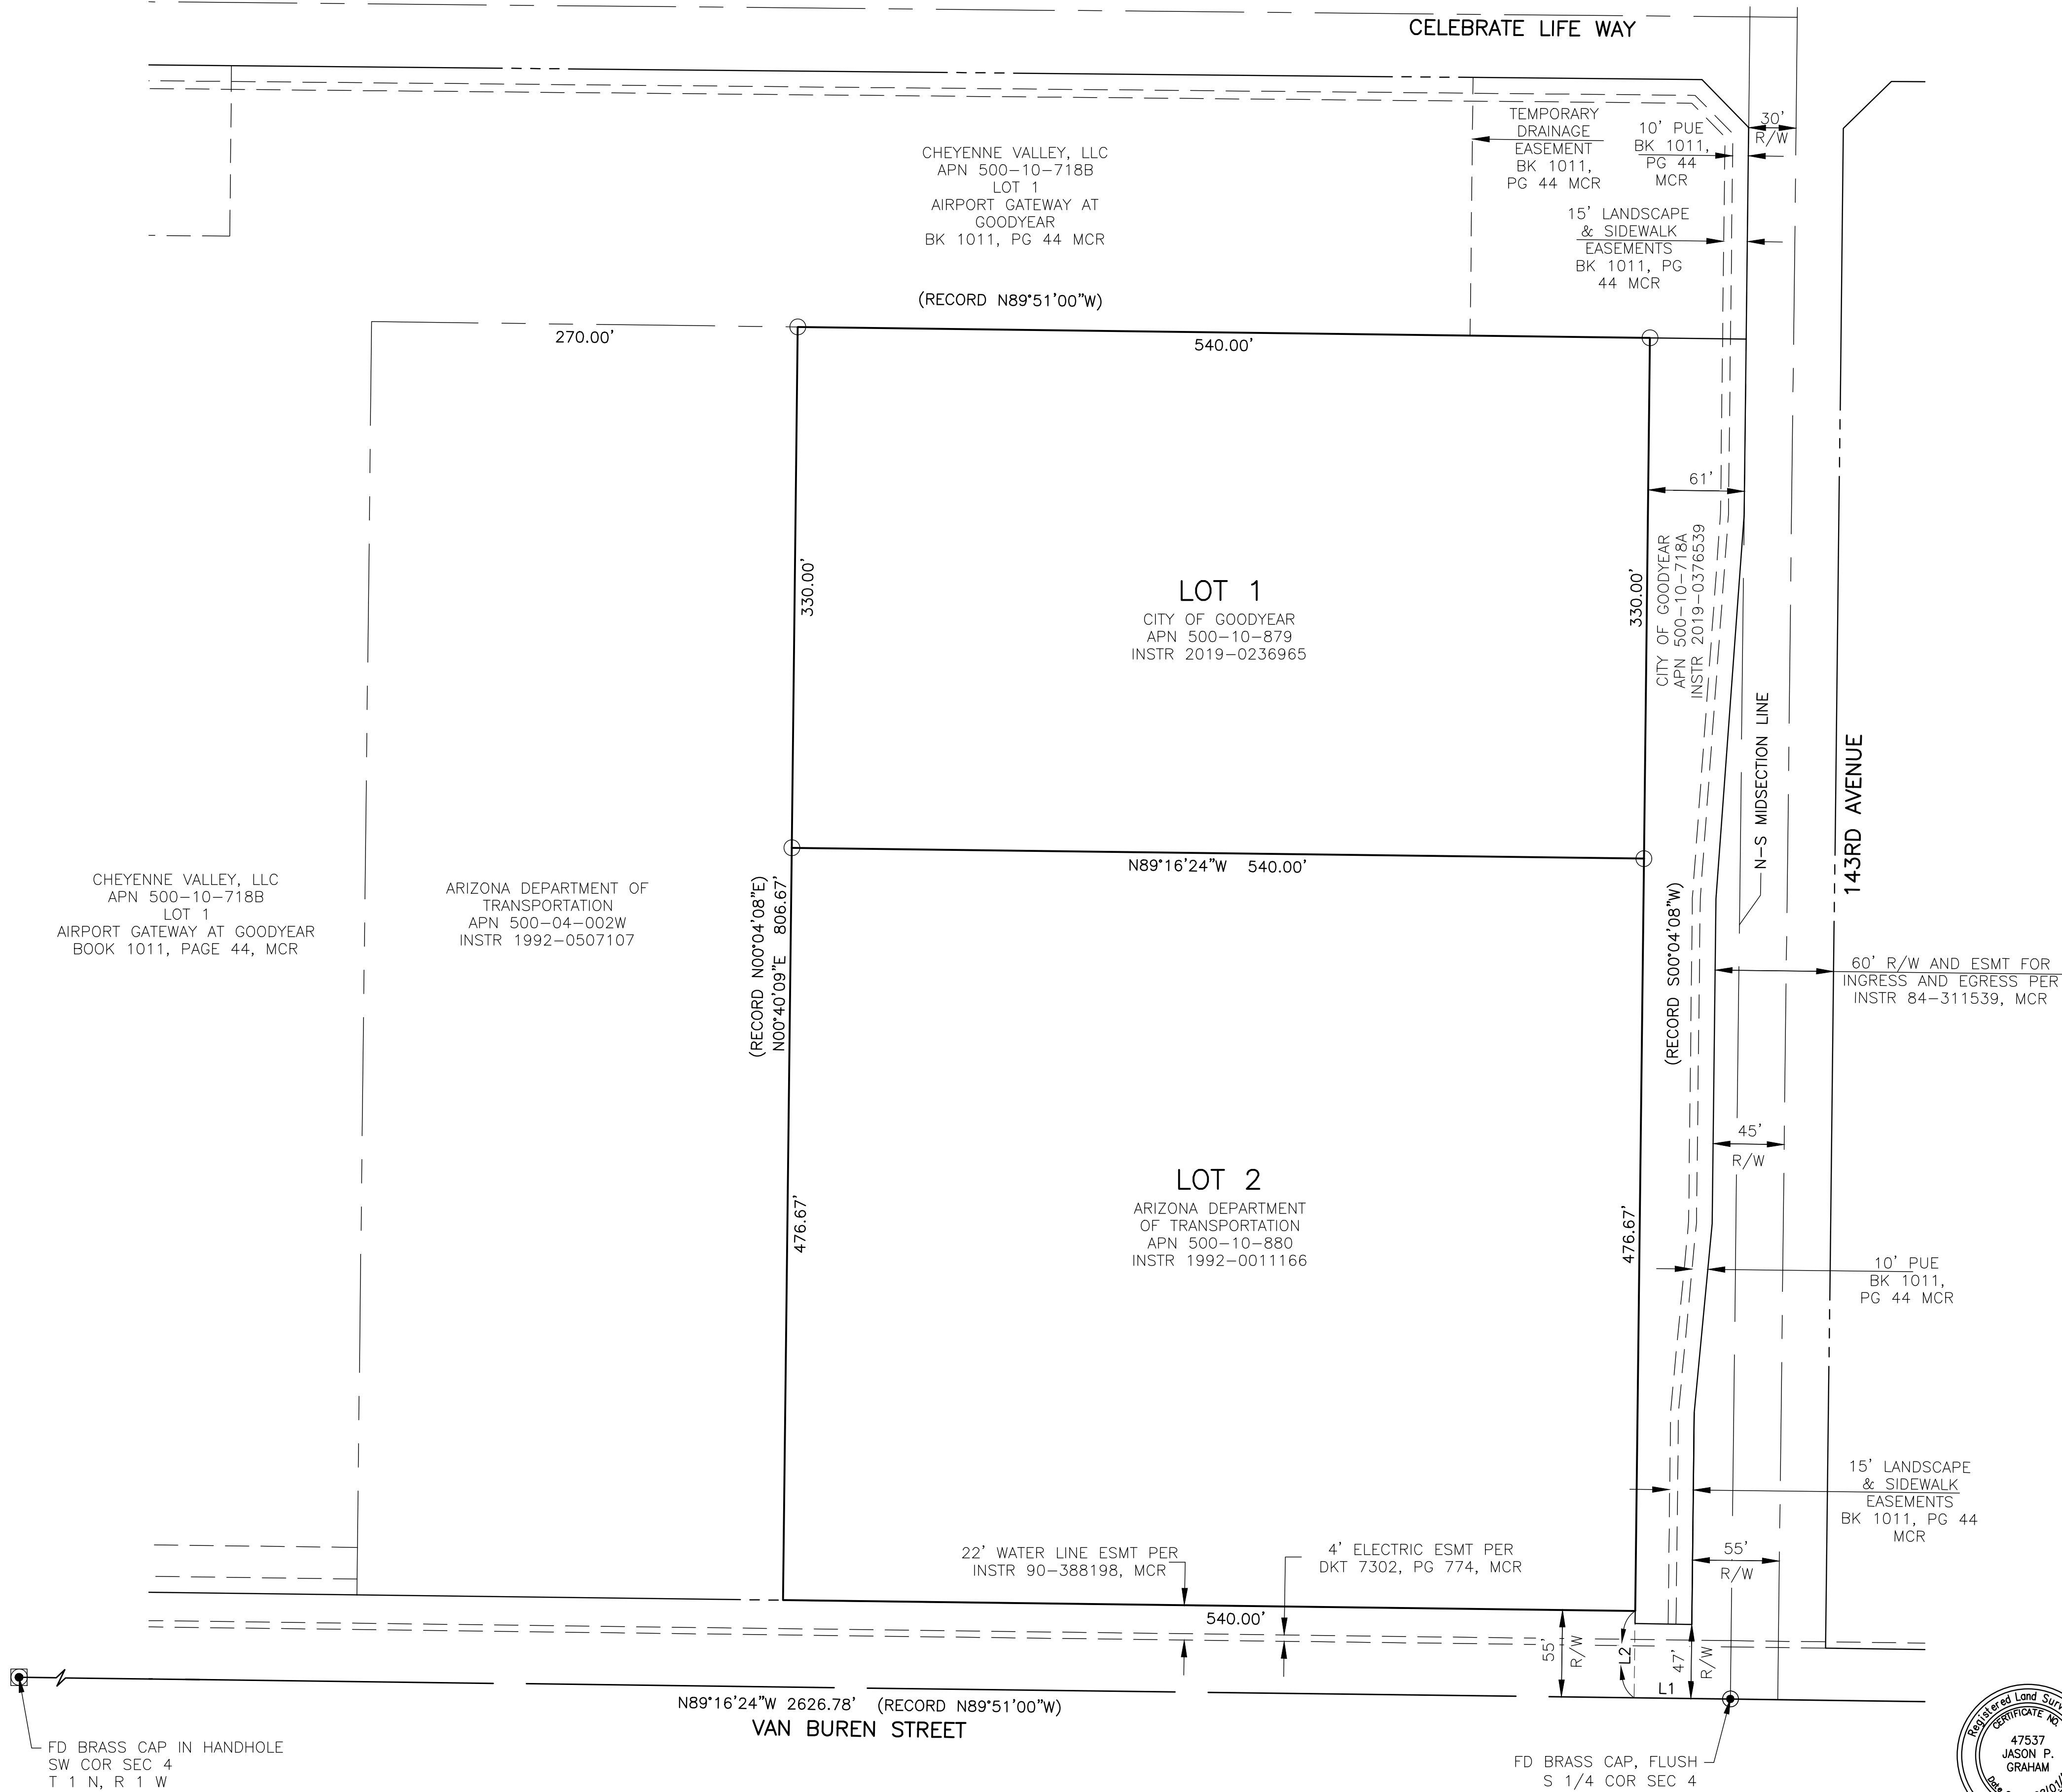 CELEBRATE LIFE WAY
30'
R/W
TEMPORARY
DRAINAGE
EASEMENT
BK 1011,
PG 44 MCR
10' PUE
BK 1011,
PG 44
MCR
CHEYENNE VALLEY, LLC
APN 500-10-718B
LOT 1
AIRPORT GATEWAY AT
GOODYEAR
BK 1011, PG 44 MCR
15' LANDSCAPE
& SIDEWALK
EASEMENTS
BK 1011, PG
44 MCR
(RECORD N89°51'00"W)
270.00'
540.00'
61'
330.00'
330.00'
LOT 1
CITY OF GOODYEAR
APN 500-10-879
INSTR 2019-0236965
CITY OF GOODYEAR
APN 500-10-718A
INSTR 2019-0376539
N-S MIDSECTION LINE
143RD AVENUE
N89°16'24"W 540.00'
CHEYENNE VALLEY, LLC
APN 500-10-718B
LOT 1
AIRPORT GATEWAY AT GOODYEAR
BOOK 1011, PAGE 44, MCR
ARIZONA DEPARTMENT OF
TRANSPORTATION
APN 500-04-002W
INSTR 1992-0507107
(RECORD N00°04'08"E)
N00°40'09"E 806.67'
(RECORD S00°04'08"W)
60' R/W AND ESMT FOR
INGRESS AND EGRESS PER
INSTR 84-311539, MCR
45'
R/W
LOT 2
ARIZONA DEPARTMENT
OF TRANSPORTATION
APN 500-10-880
INSTR 1992-0011166
476.67'
476.67'
10' PUE
BK 1011,
PG 44 MCR
15' LANDSCAPE
& SIDEWALK
EASEMENTS
BK 1011, PG 44
MCR
22' WATER LINE ESMT PER
INSTR 90-388198, MCR
4' ELECTRIC ESMT PER
DKT 7302, PG 774, MCR
55'
R/W
540.00'
55'
R/W
L2
47'
R/W
L1
N89°16'24"W 2626.78' (RECORD N89°51'00"W)
VAN BUREN STREET
FD BRASS CAP IN HANDHOLE
SW COR SEC 4
T 1 N, R 1 W
FD BRASS CAP, FLUSH
S 1/4 COR SEC 4
Registered Land
CERTIFICATE NO.
47537
JASON P.
GRAHAM